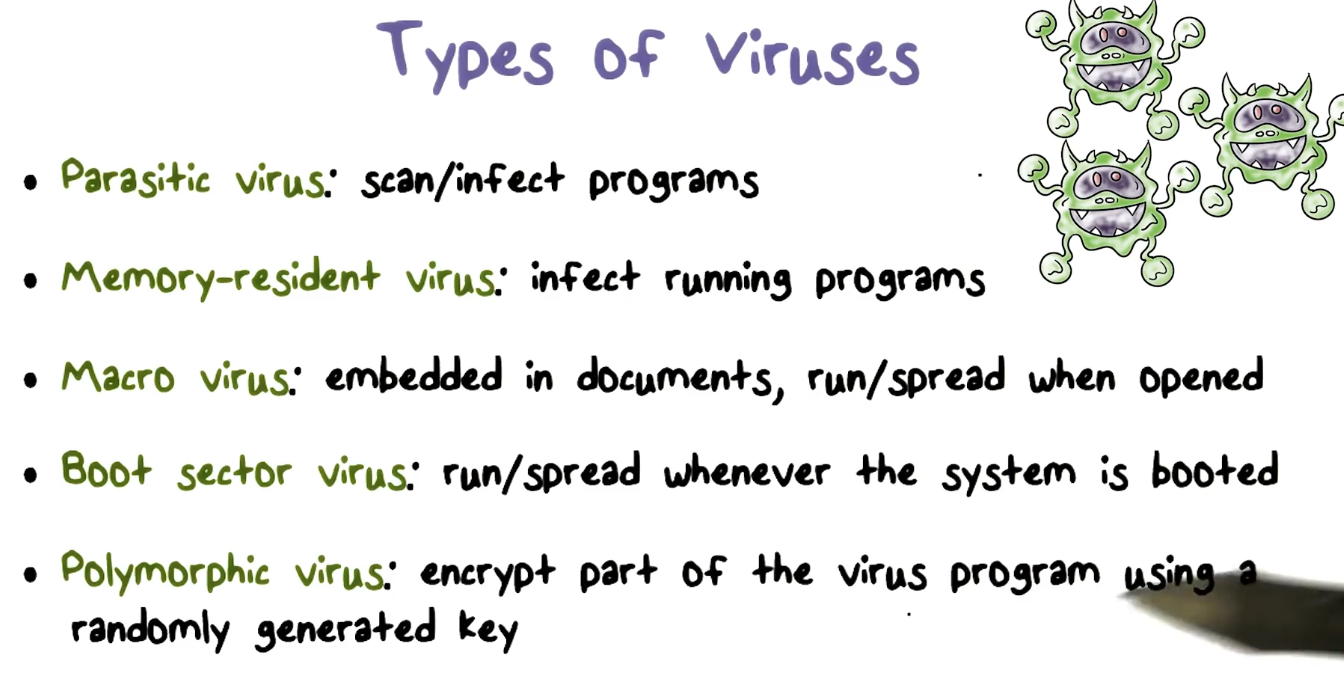 Types of Viruses
• Parasitic virus: scan/infect programs
• Memory-resident virus: infect running programs
• Macro virus: embedded in documents, run/spread when opened
• Boot sector virus: run/spread whenever the system is booted
• Polymorphic virus: encrypt part of the virus program using a
randomly generated key